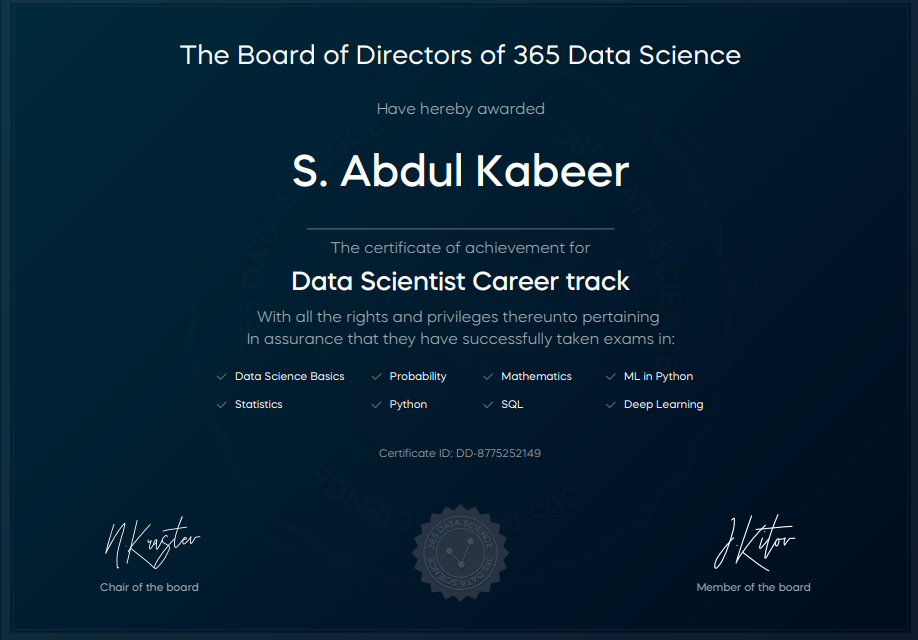 The Board of Directors of 365 Data Science
Have hereby awarded
S. Abdul Kabeer
The certificate of achievement for
Data Scientist Career track
With all the rights and privileges thereunto pertaining
In assurance that they have successfully taken exams in:
Data Science Basics Probability Mathematics ML in Python
Statistics Python SQL Deep Learning
Certificate ID: DD-8775252149
N.Krastev
365 DATA SCIENCE 365 DATA SCIENCE
J.Kitov
Chair of the board
Member of the board